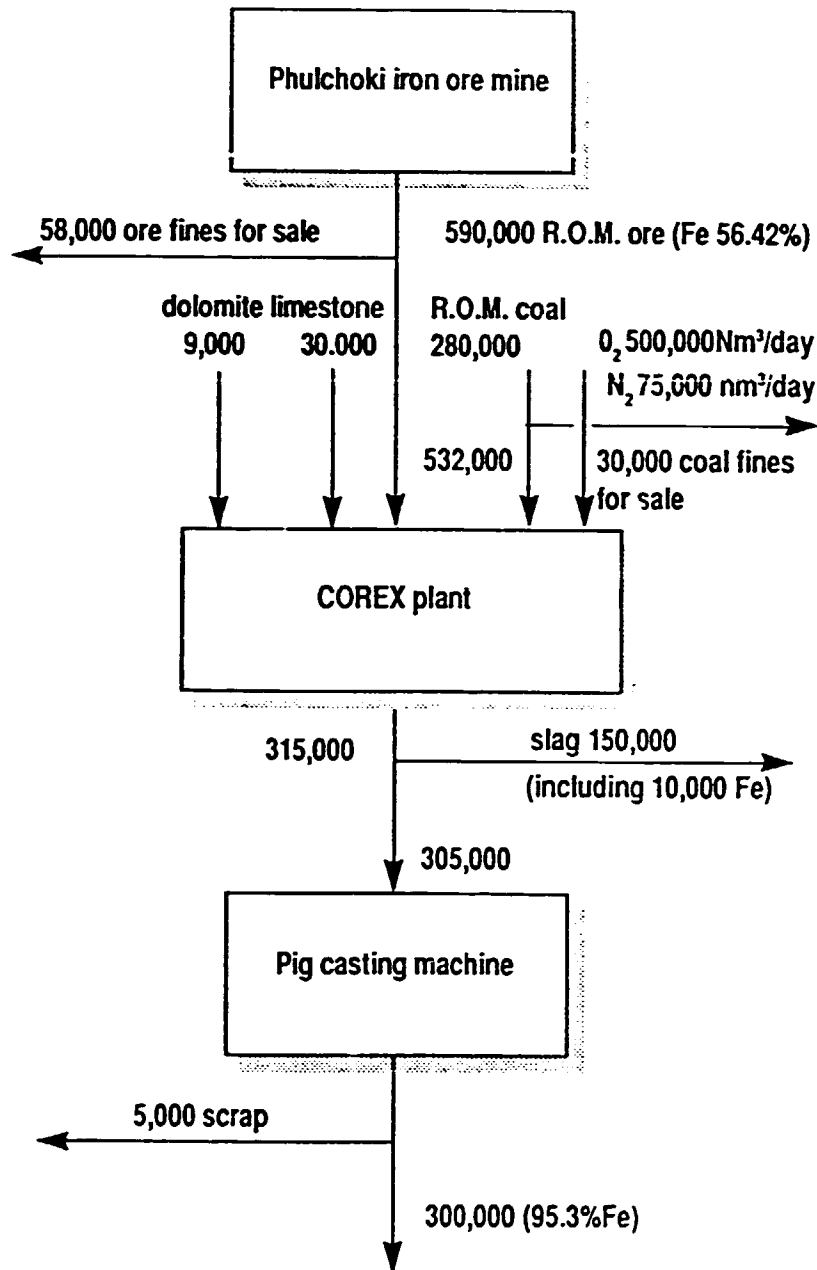 Phulchoki iron ore mine
58,000 ore fines for sale
590,000 R.O.M. ore (Fe 56.42%)
dolomite limestone
9,000 30.000
R.O.M. coal
280,000
O₂ 500,000Nm³/day
N₂ 75,000 nm³/day
532,000
30,000 coal fines
for sale
COREX plant
315,000
slag 150,000
(including 10,000 Fe)
305,000
Pig casting machine
5,000 scrap
300,000 (95.3%Fe)